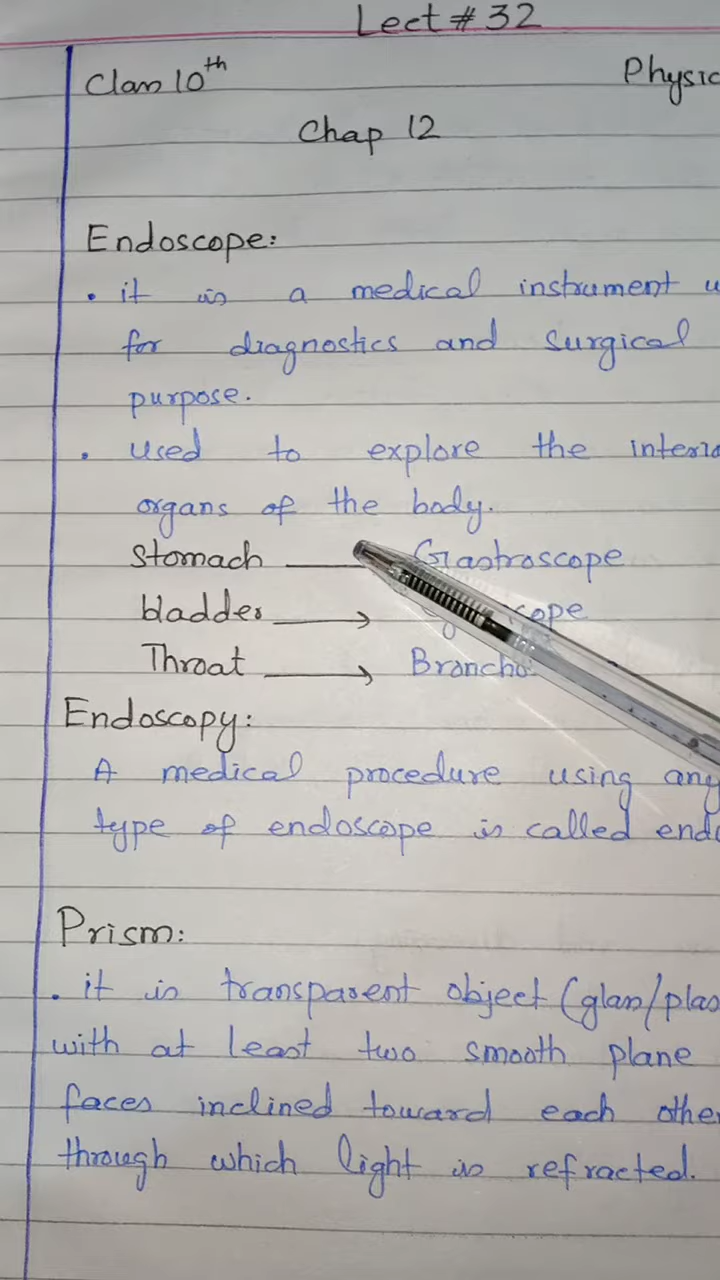 Lect # 32
Class 10th Physic
Chap 12
Endoscope:
• it is a medical instrument u
for diagnostics and surgical
purpose.
• used to explore the interna
organs of the body.
Stomach Gastroscope
bladder → cope
Throat → Broncho
Endoscopy:
A medical procedure using any
type of endoscope is called endo
Prism:
• it is transparent object (glass/plas
with at least two smooth plane
faces inclined toward each other
through which light is refracted.